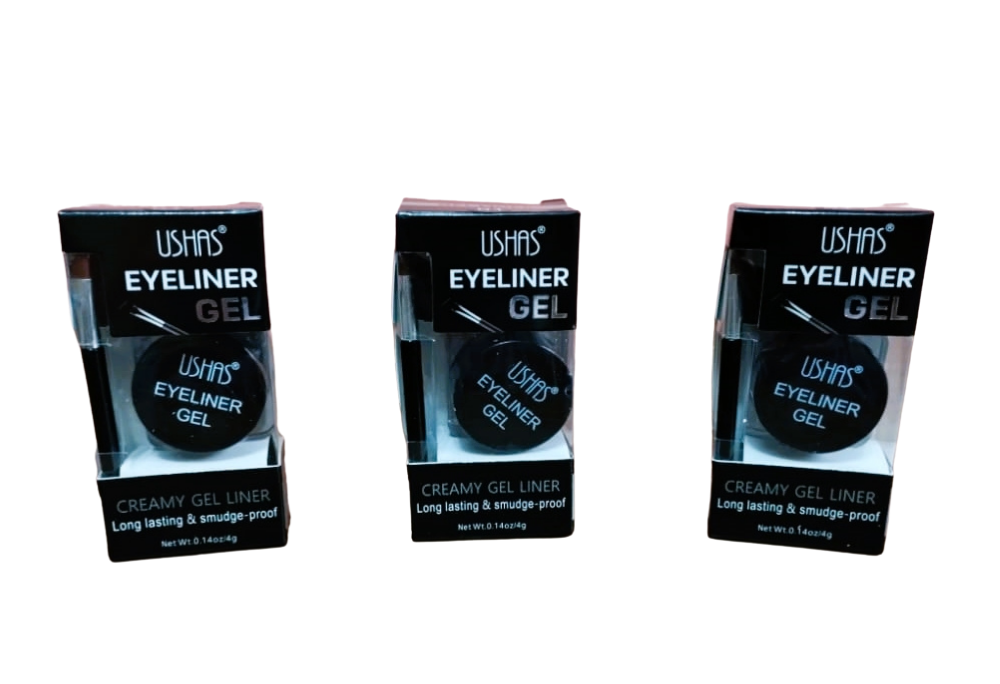 USHAS®
EYELINER
GEL
USHAS®
EYELINER
GEL
CREAMY GEL LINER
Long lasting & smudge-proof
Net Wt.0.14oz/4g
USHAS®
EYELINER
GEL
USHAS®
EYELINER
GEL
CREAMY GEL LINER
Long lasting & smudge-proof
Net Wt.0.14oz/4g
USHAS®
EYELINER
GEL
USHAS®
EYELINER
GEL
CREAMY GEL LINER
Long lasting & smudge-proof
Net Wt.0.14oz/4g